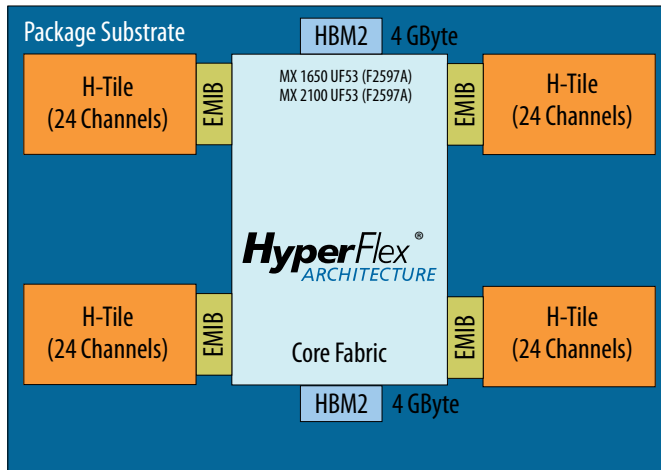 Package Substrate
HBM2 4 GByte
H-Tile
(24 Channels)
EMIB
MX 1650 UF53 (F2597A)
MX 2100 UF53 (F2597A)
EMIB
H-Tile
(24 Channels)
HyperFlex®
ARCHITECTURE
H-Tile
(24 Channels)
EMIB
Core Fabric
EMIB
H-Tile
(24 Channels)
HBM2 4 GByte